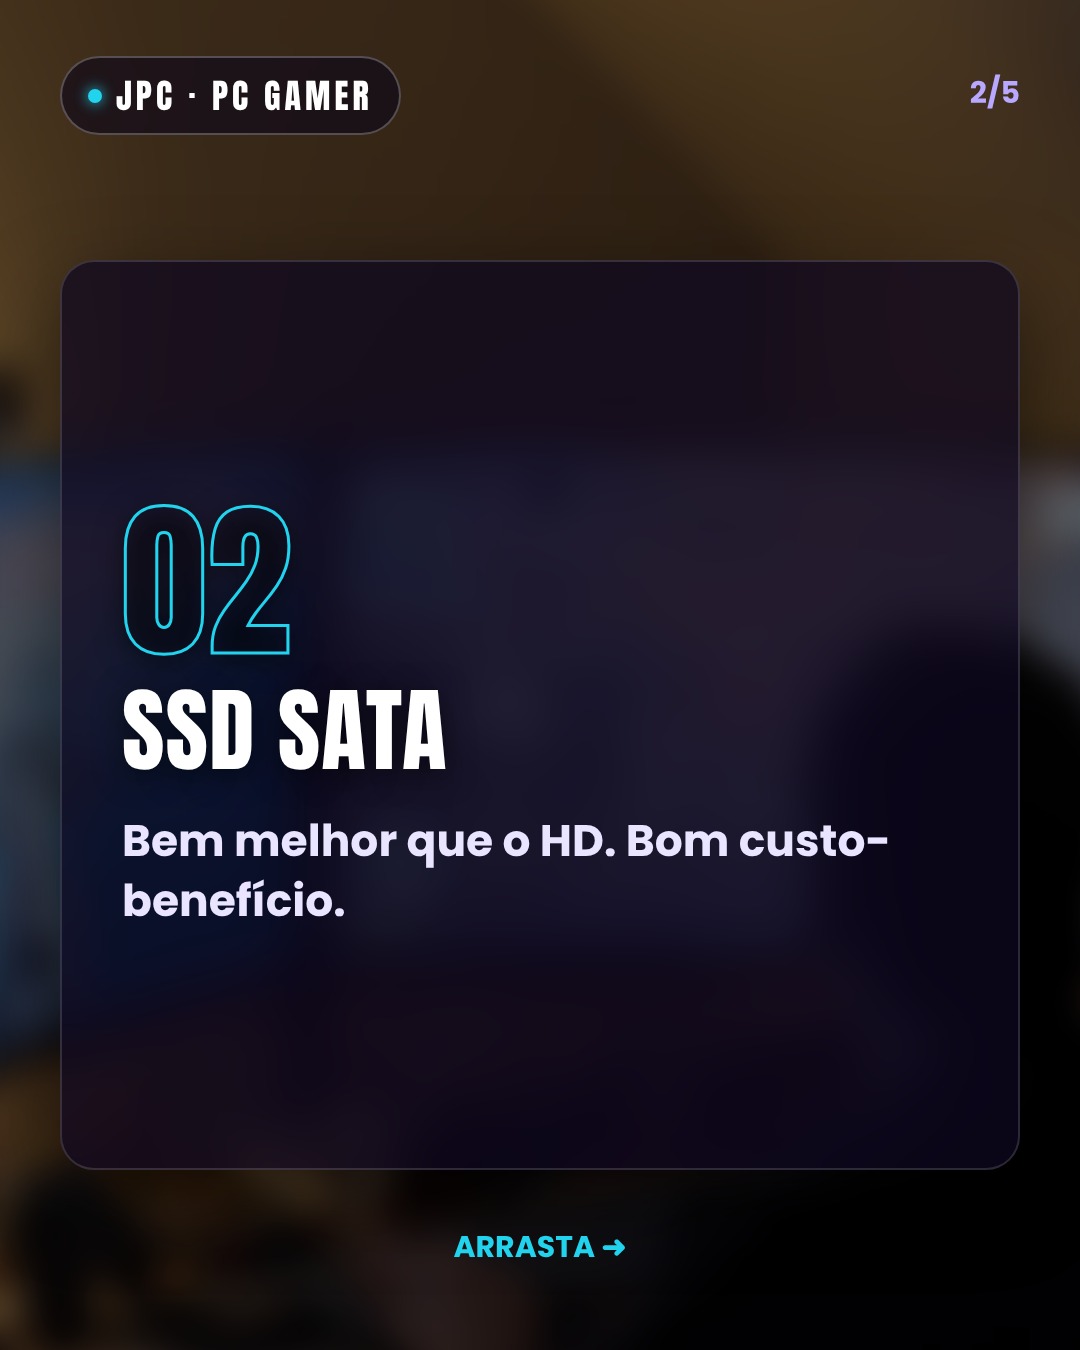 JPC · PC GAMER
2/5
02
SSD SATA
Bem melhor que o HD. Bom custo-
benefício.
ARRASTA ➜